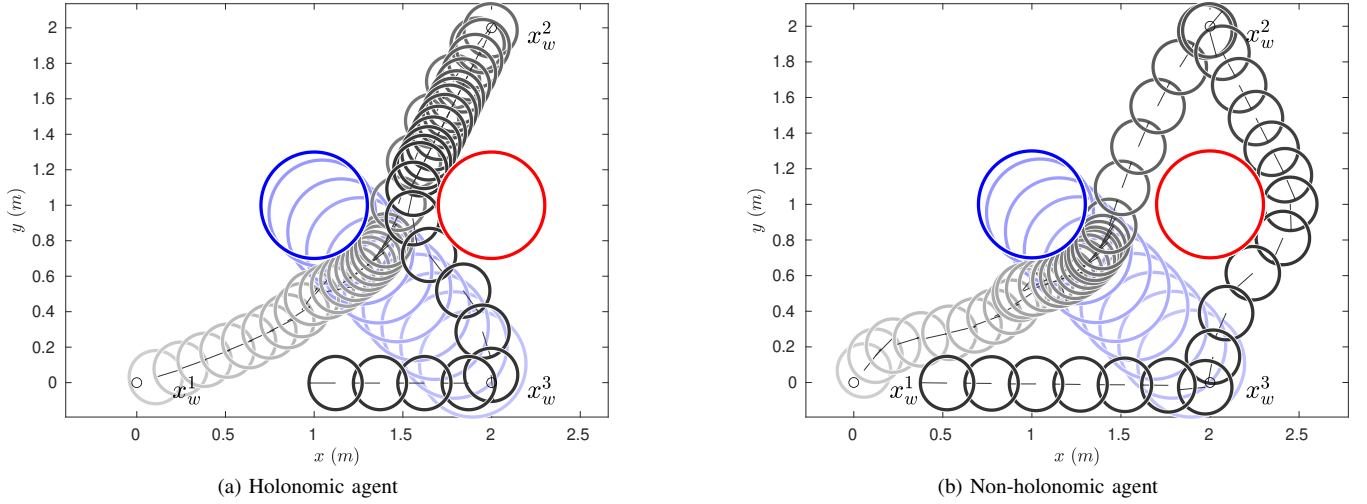 2
1.8
1.6
1.4
1.2
1
0.8
0.6
0.4
0.2
0
y (m)
x_w^2
x_w^1
x_w^3
0 0.5 1 1.5 2 2.5
x (m)
(a) Holonomic agent
2
1.8
1.6
1.4
1.2
1
0.8
0.6
0.4
0.2
0
y (m)
x_w^2
x_w^1
x_w^3
0 0.5 1 1.5 2 2.5
x (m)
(b) Non-holonomic agent